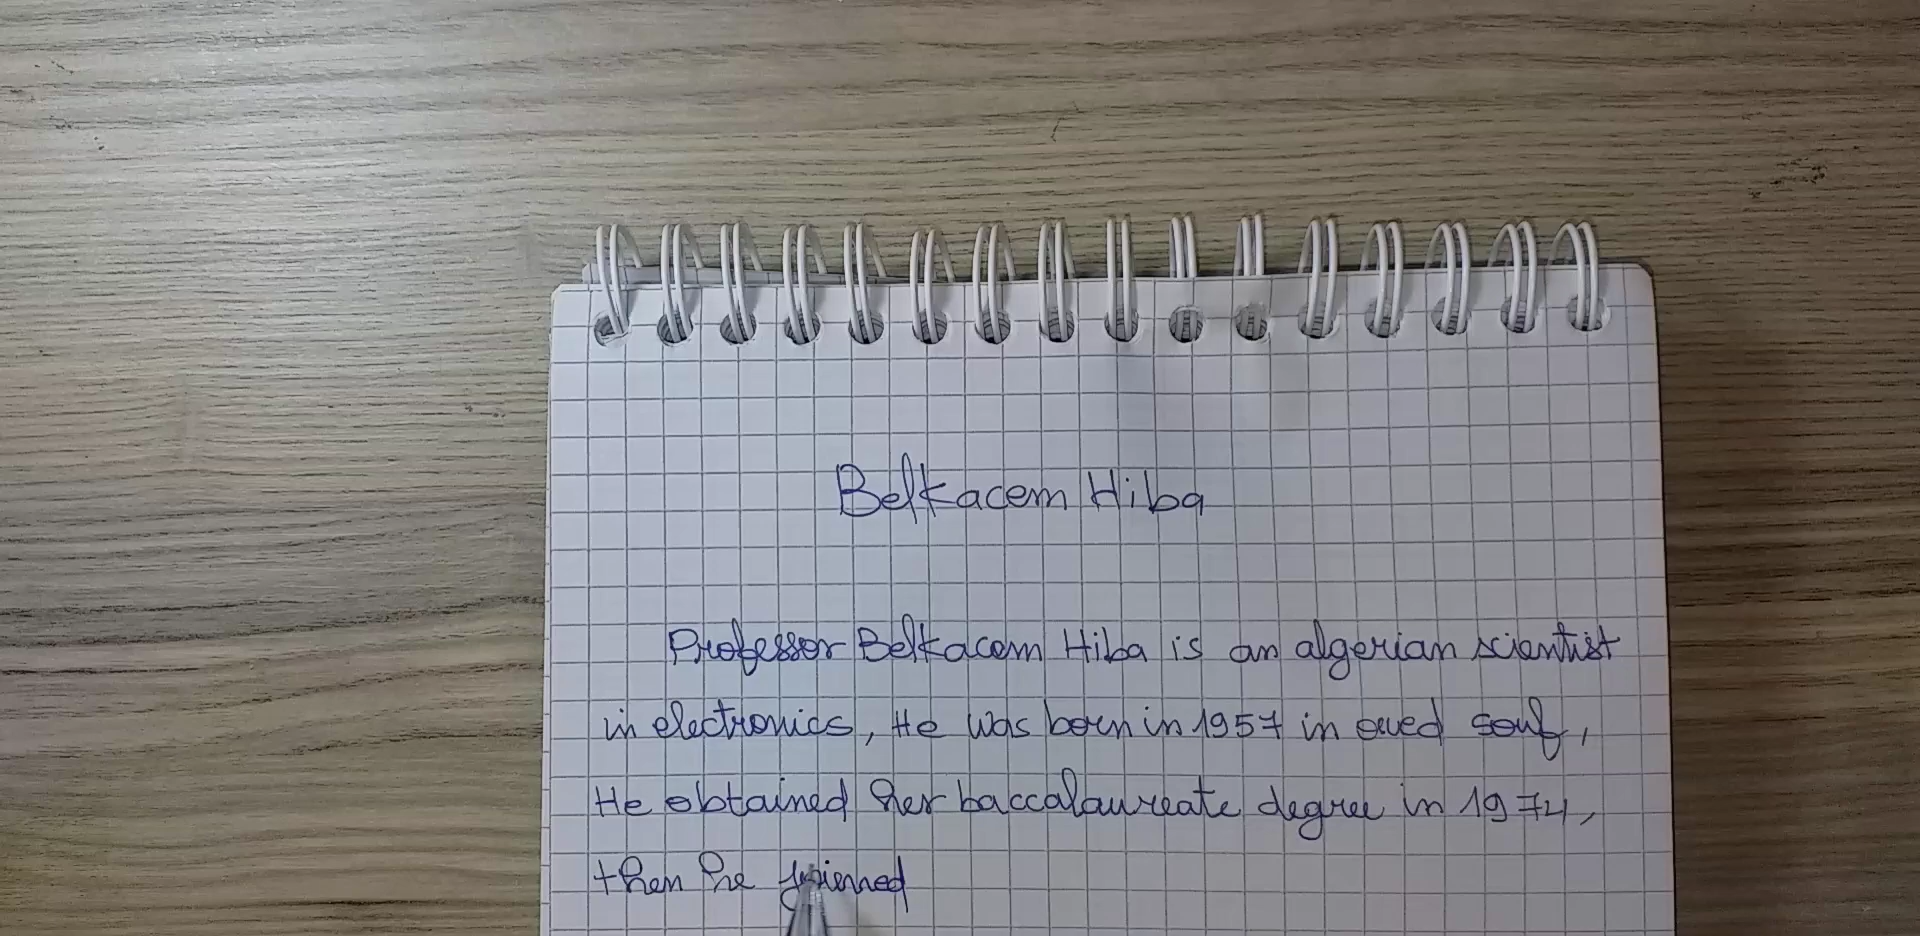 Belkacem Hiba
Professor Belkacem Hiba is an algerian scientist
in electronics, He was born in 1957 in oued souf,
He obtained her baccalaureate degree in 1974,
then he joienned